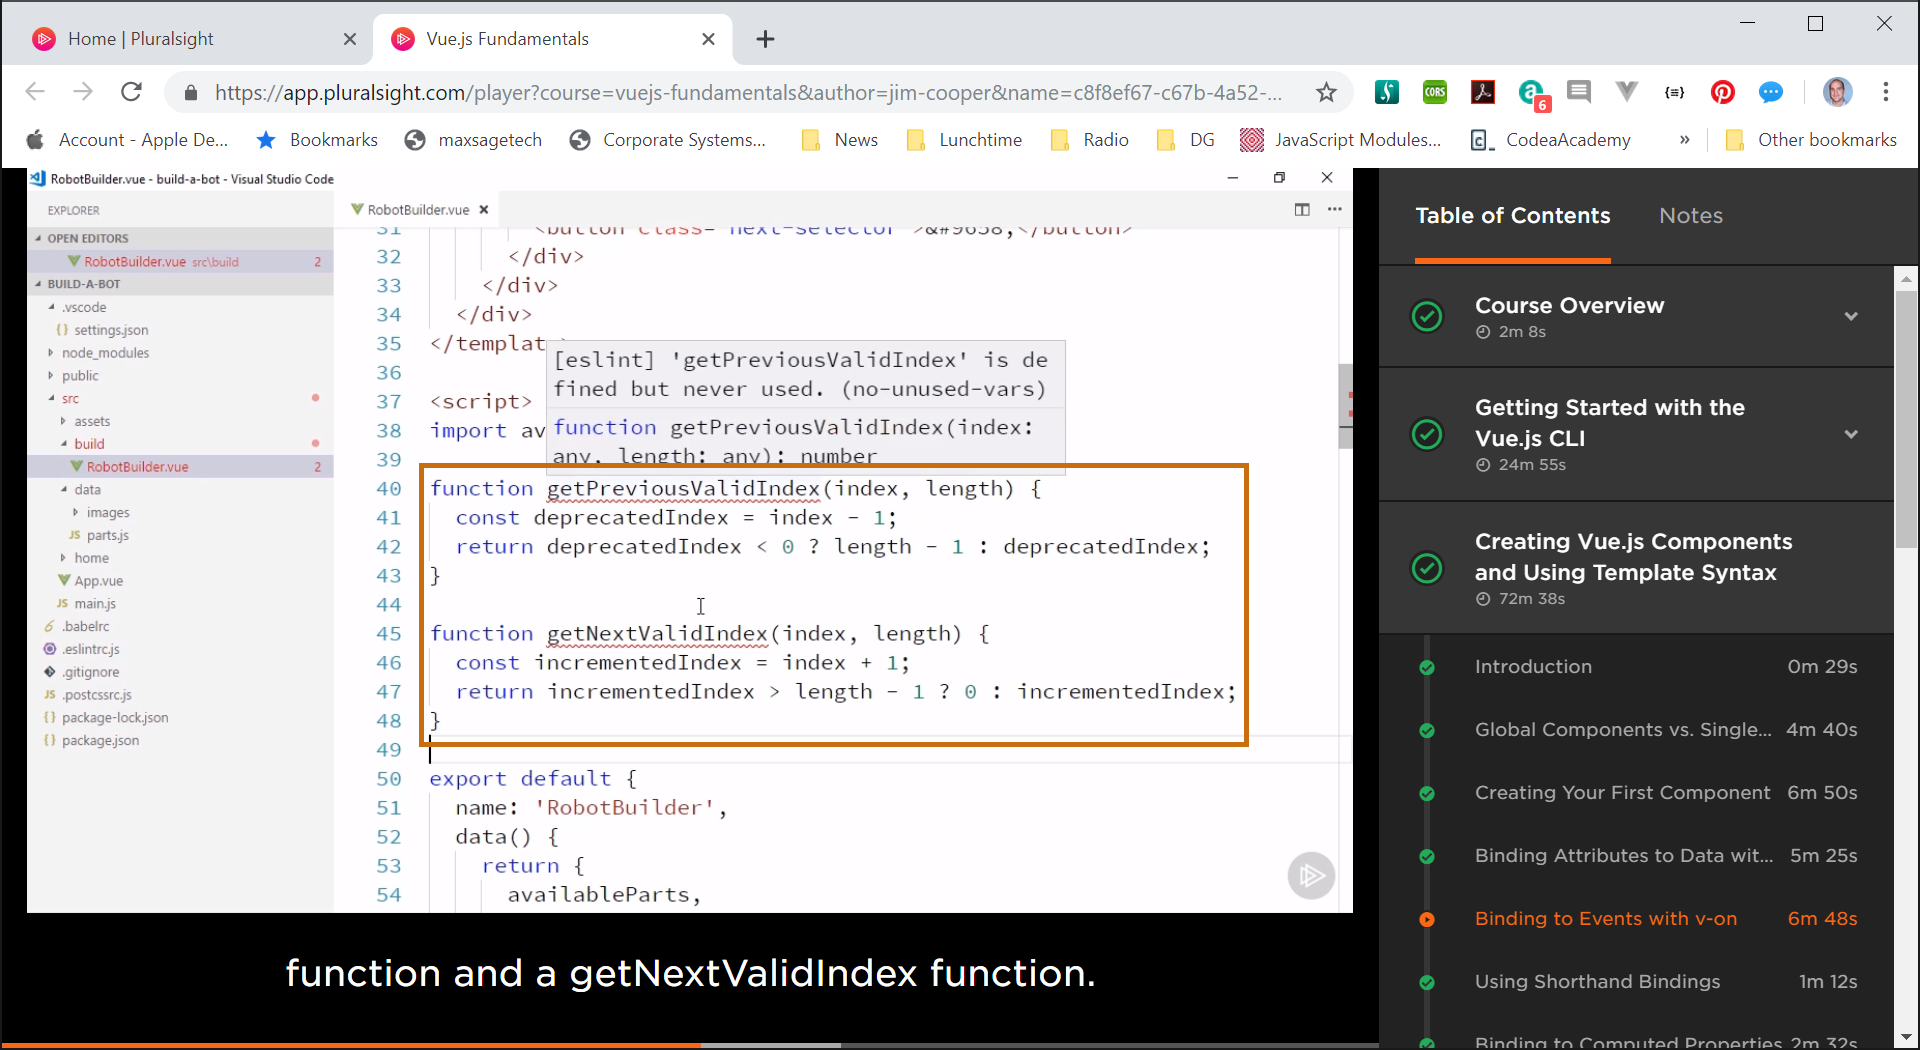 Home | Pluralsight
Vue.js Fundamentals
https://app.pluralsight.com/player?course=vuejs-fundamentals&author=jim-cooper&name=c8f8ef67-c67b-4a52-...
CORS
6
{≡}
Account - Apple De...
Bookmarks
maxsagetech
Corporate Systems...
News
Lunchtime
Radio
DG
JavaScript Modules...
CodeaAcademy
»
Other bookmarks
RobotBuilder.vue - build-a-bot - Visual Studio Code
EXPLORER
OPEN EDITORS
RobotBuilder.vue src\build 2
BUILD-A-BOT
.vscode
{} settings.json
node_modules
public
src
assets
build
RobotBuilder.vue 2
data
images
JS parts.js
home
App.vue
JS main.js
.babelrc
.eslintrc.js
.gitignore
JS .postcssrc.js
{} package-lock.json
{} package.json
RobotBuilder.vue
31 <button class="next-selector">&#9658;</button>
32 </div>
33 </div>
34 </div>
35 </templat
36
37 <script>
38 import av
39
[eslint] 'getPreviousValidIndex' is de
fined but never used. (no-unused-vars)
function getPreviousValidIndex(index:
any, length: any): number
40 function getPreviousValidIndex(index, length) {
41 const deprecatedIndex = index - 1;
42 return deprecatedIndex < 0 ? length - 1 : deprecatedIndex;
43 }
44
45 function getNextValidIndex(index, length) {
46 const incrementedIndex = index + 1;
47 return incrementedIndex > length - 1 ? 0 : incrementedIndex;
48 }
49
50 export default {
51 name: 'RobotBuilder',
52 data() {
53 return {
54 availableParts,
function and a getNextValidIndex function.
Table of Contents
Notes
Course Overview
2m 8s
Getting Started with the
Vue.js CLI
24m 55s
Creating Vue.js Components
and Using Template Syntax
72m 38s
Introduction 0m 29s
Global Components vs. Single... 4m 40s
Creating Your First Component 6m 50s
Binding Attributes to Data wit... 5m 25s
Binding to Events with v-on 6m 48s
Using Shorthand Bindings 1m 12s
Binding to Computed Properties 2m 32s